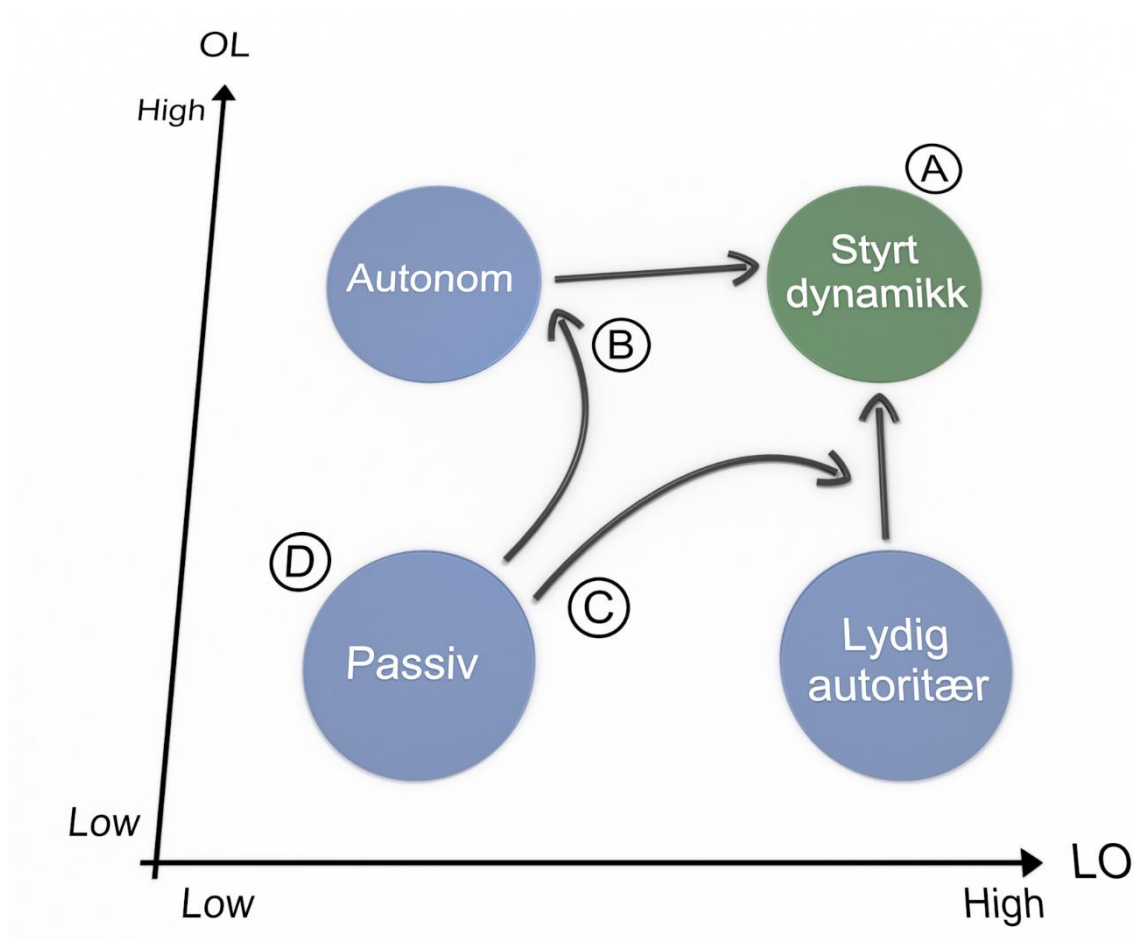 OL
High
A
Autonom
Styrt
dynamikk
B
D
C
Passiv
Lydig
autoritær
Low
LO
Low
High